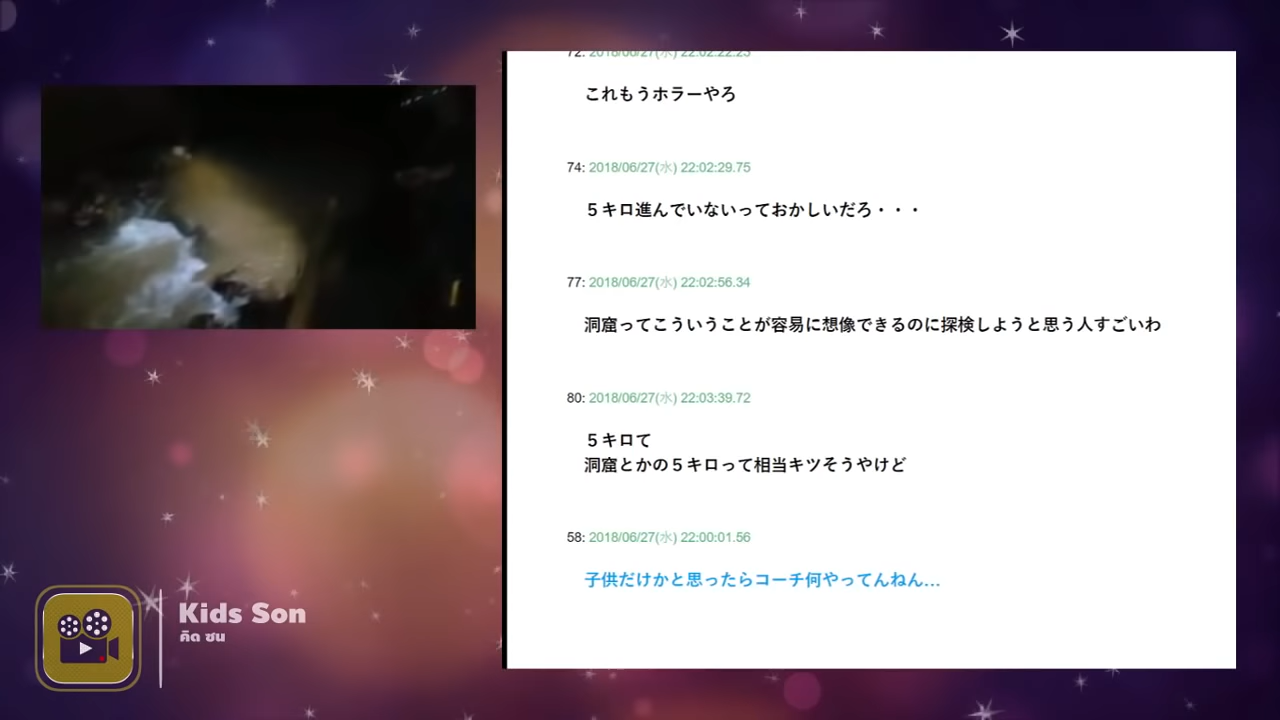 72: 2018/06/27(水) 22:02:22.23
これもうホラーやろ
74: 2018/06/27(水) 22:02:29.75
５キロ進んでいないっておかしいだろ・・・
77: 2018/06/27(水) 22:02:56.34
洞窟ってこういうことが容易に想像できるのに探検しようと思う人すごいわ
80: 2018/06/27(水) 22:03:39.72
５キロて
洞窟とかの５キロって相当キツそうやけど
58: 2018/06/27(水) 22:00:01.56
子供だけかと思ったらコーチ何やってんねん…
Kids Son
คิด ซน